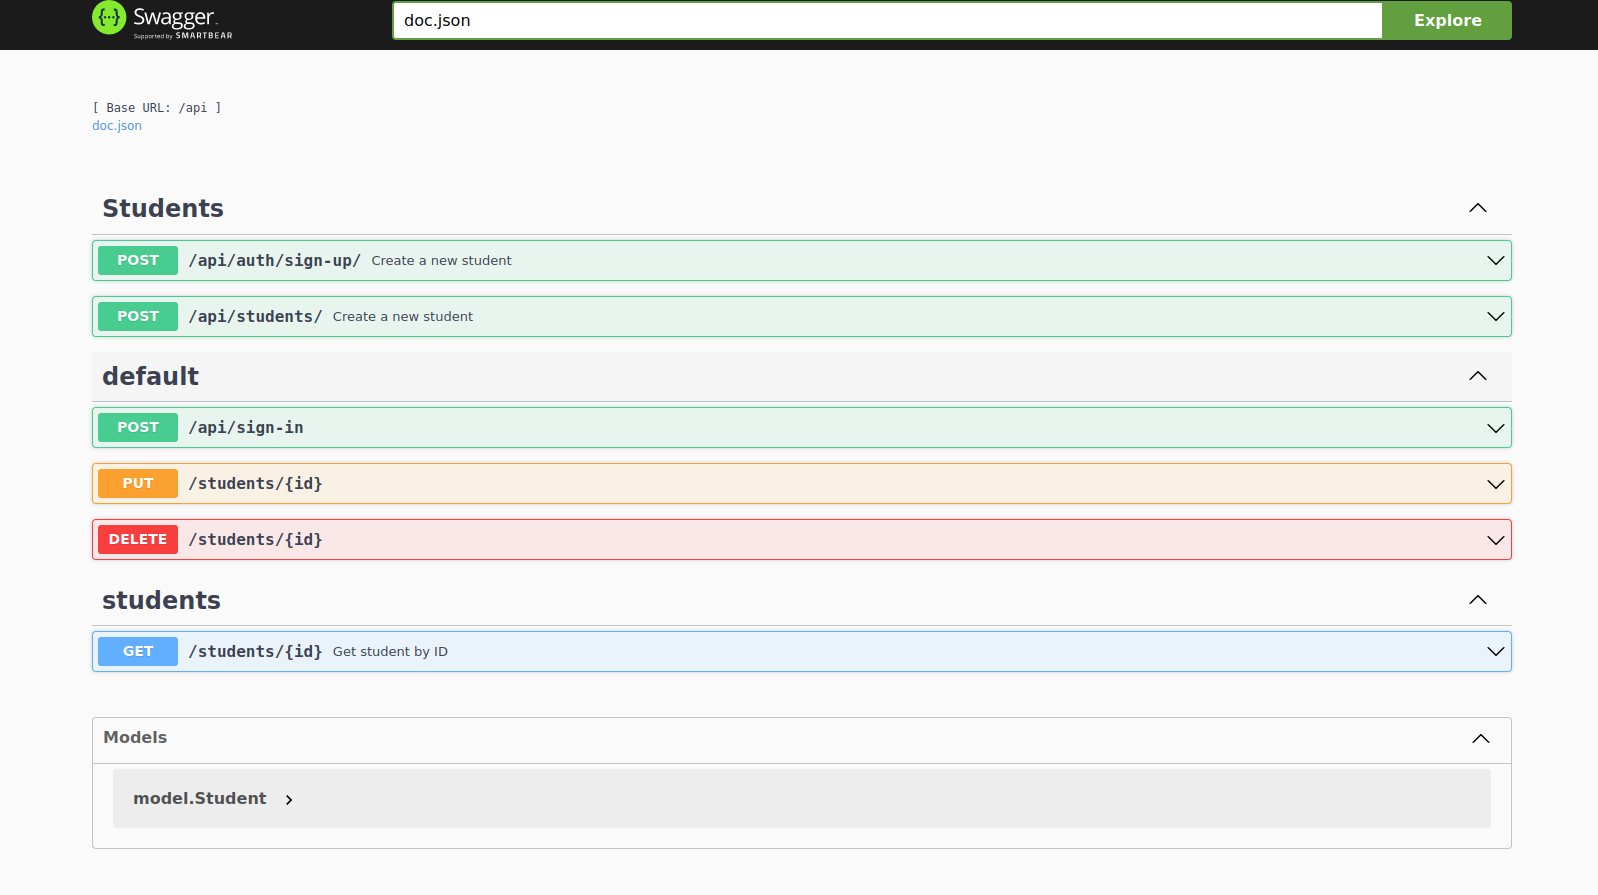 Swagger
Supported by SMARTBEAR
doc.json
Explore
[ Base URL: /api ]
doc.json
Students
POST /api/auth/sign-up/ Create a new student
POST /api/students/ Create a new student
default
POST /api/sign-in
PUT /students/{id}
DELETE /students/{id}
students
GET /students/{id} Get student by ID
Models
model.Student